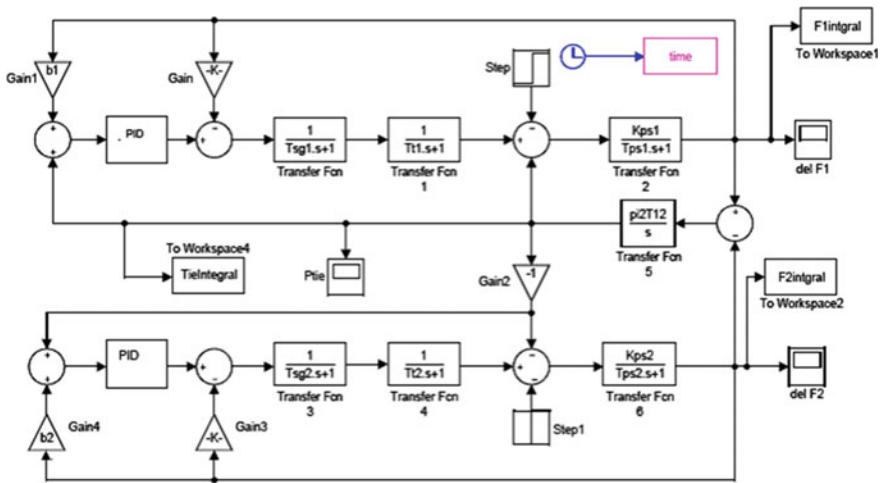 F1intgral
To Workspace1
b1
Gain1
-K-
Gain
Step
time
+
+
PID
−
1
Tsg1.s+1
Transfer Fcn
1
Tt1.s+1
Transfer Fcn
1
−
+
−
Kps1
Tps1.s+1
Transfer Fcn
2
del F1
pi2T12
s
Transfer Fcn
5
+
−
To Workspace4
TieIntegral
Ptie
-1
Gain2
F2intgral
To Workspace2
+
+
PID
−
1
Tsg2.s+1
Transfer Fcn
3
1
Tt2.s+1
Transfer Fcn
4
−
+
−
Kps2
Tps2.s+1
Transfer Fcn
6
del F2
b2
Gain4
-K-
Gain3
Step1